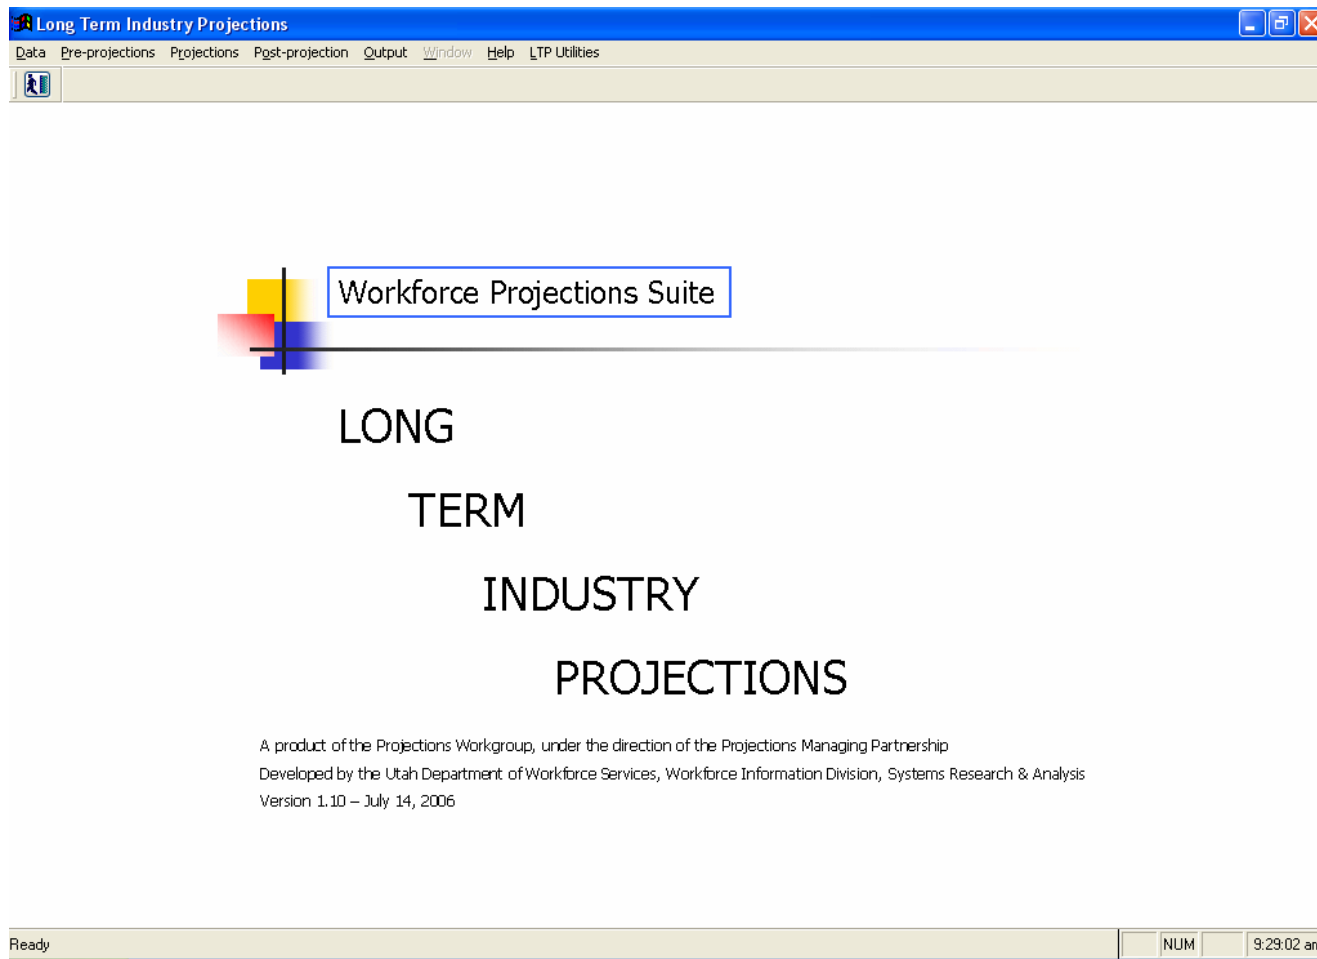 Long Term Industry Projections
Data Pre-projections Projections Post-projection Output Window Help LTP Utilities
Workforce Projections Suite
LONG
TERM
INDUSTRY
PROJECTIONS
A product of the Projections Workgroup, under the direction of the Projections Managing Partnership
Developed by the Utah Department of Workforce Services, Workforce Information Division, Systems Research & Analysis
Version 1.10 – July 14, 2006
Ready NUM 9:29:02 am